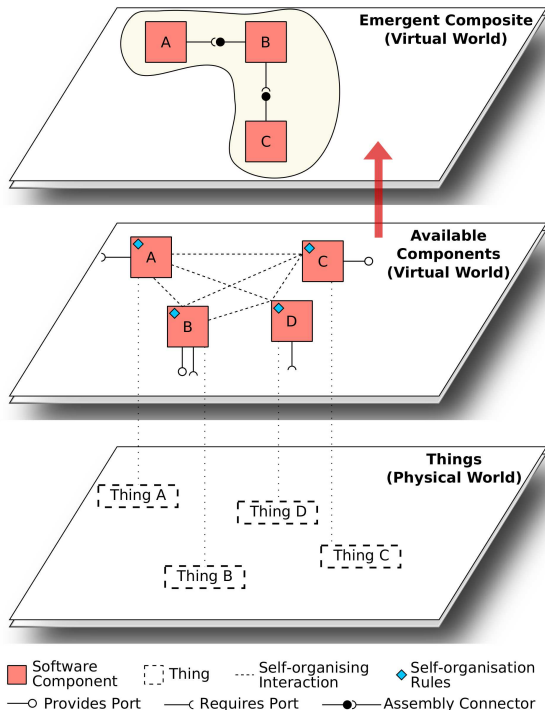 Emergent Composite
(Virtual World)
A
B
C
Available
Components
(Virtual World)
A
C
B
D
Things
(Physical World)
Thing A
Thing D
Thing C
Thing B
Software
Component
Thing
Self-organising
Interaction
Self-organisation
Rules
Provides Port
Requires Port
Assembly Connector